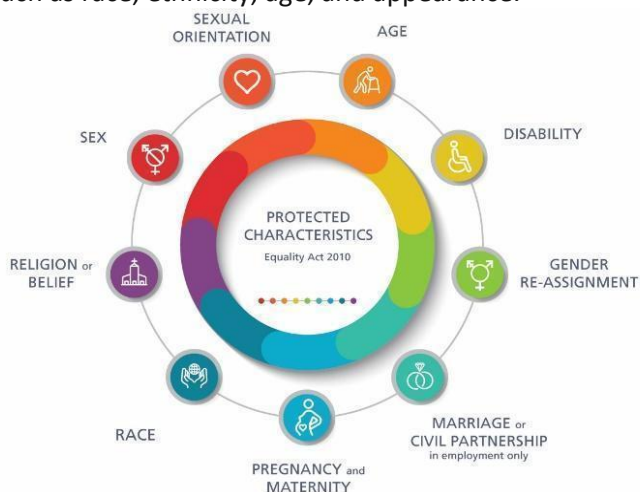 such as race, ethnicity, age, and appearance.
SEXUAL
ORIENTATION
AGE
DISABILITY
GENDER
RE-ASSIGNMENT
MARRIAGE or
CIVIL PARTNERSHIP
in employment only
PREGNANCY and
MATERNITY
RACE
RELIGION or
BELIEF
SEX
PROTECTED
CHARACTERISTICS
Equality Act 2010